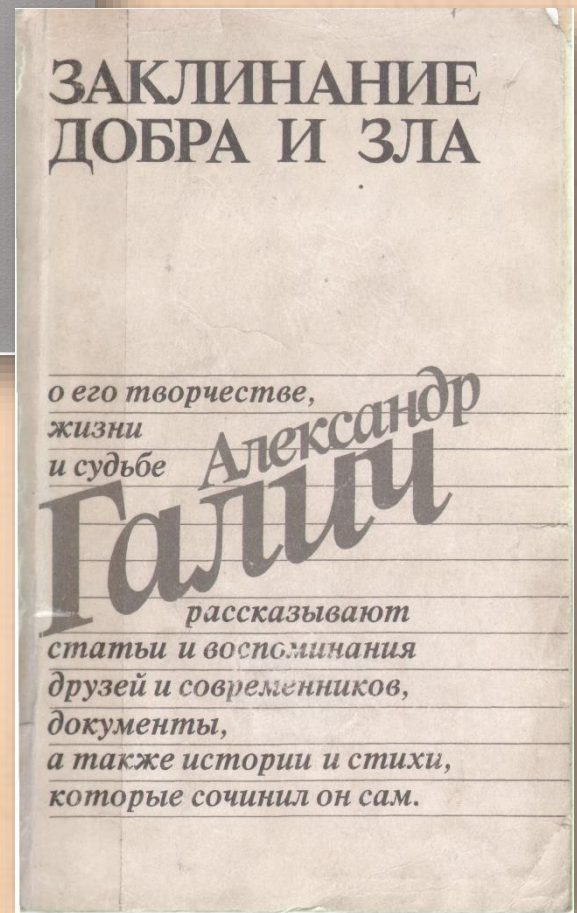 ЗАКЛИНАНИЕ
ДОБРА И ЗЛА
о его творчестве,
жизни
и судьбе
Александр
Галич
рассказывают
статьи и воспоминания
друзей и современников,
документы,
а также истории и стихи,
которые сочинил он сам.